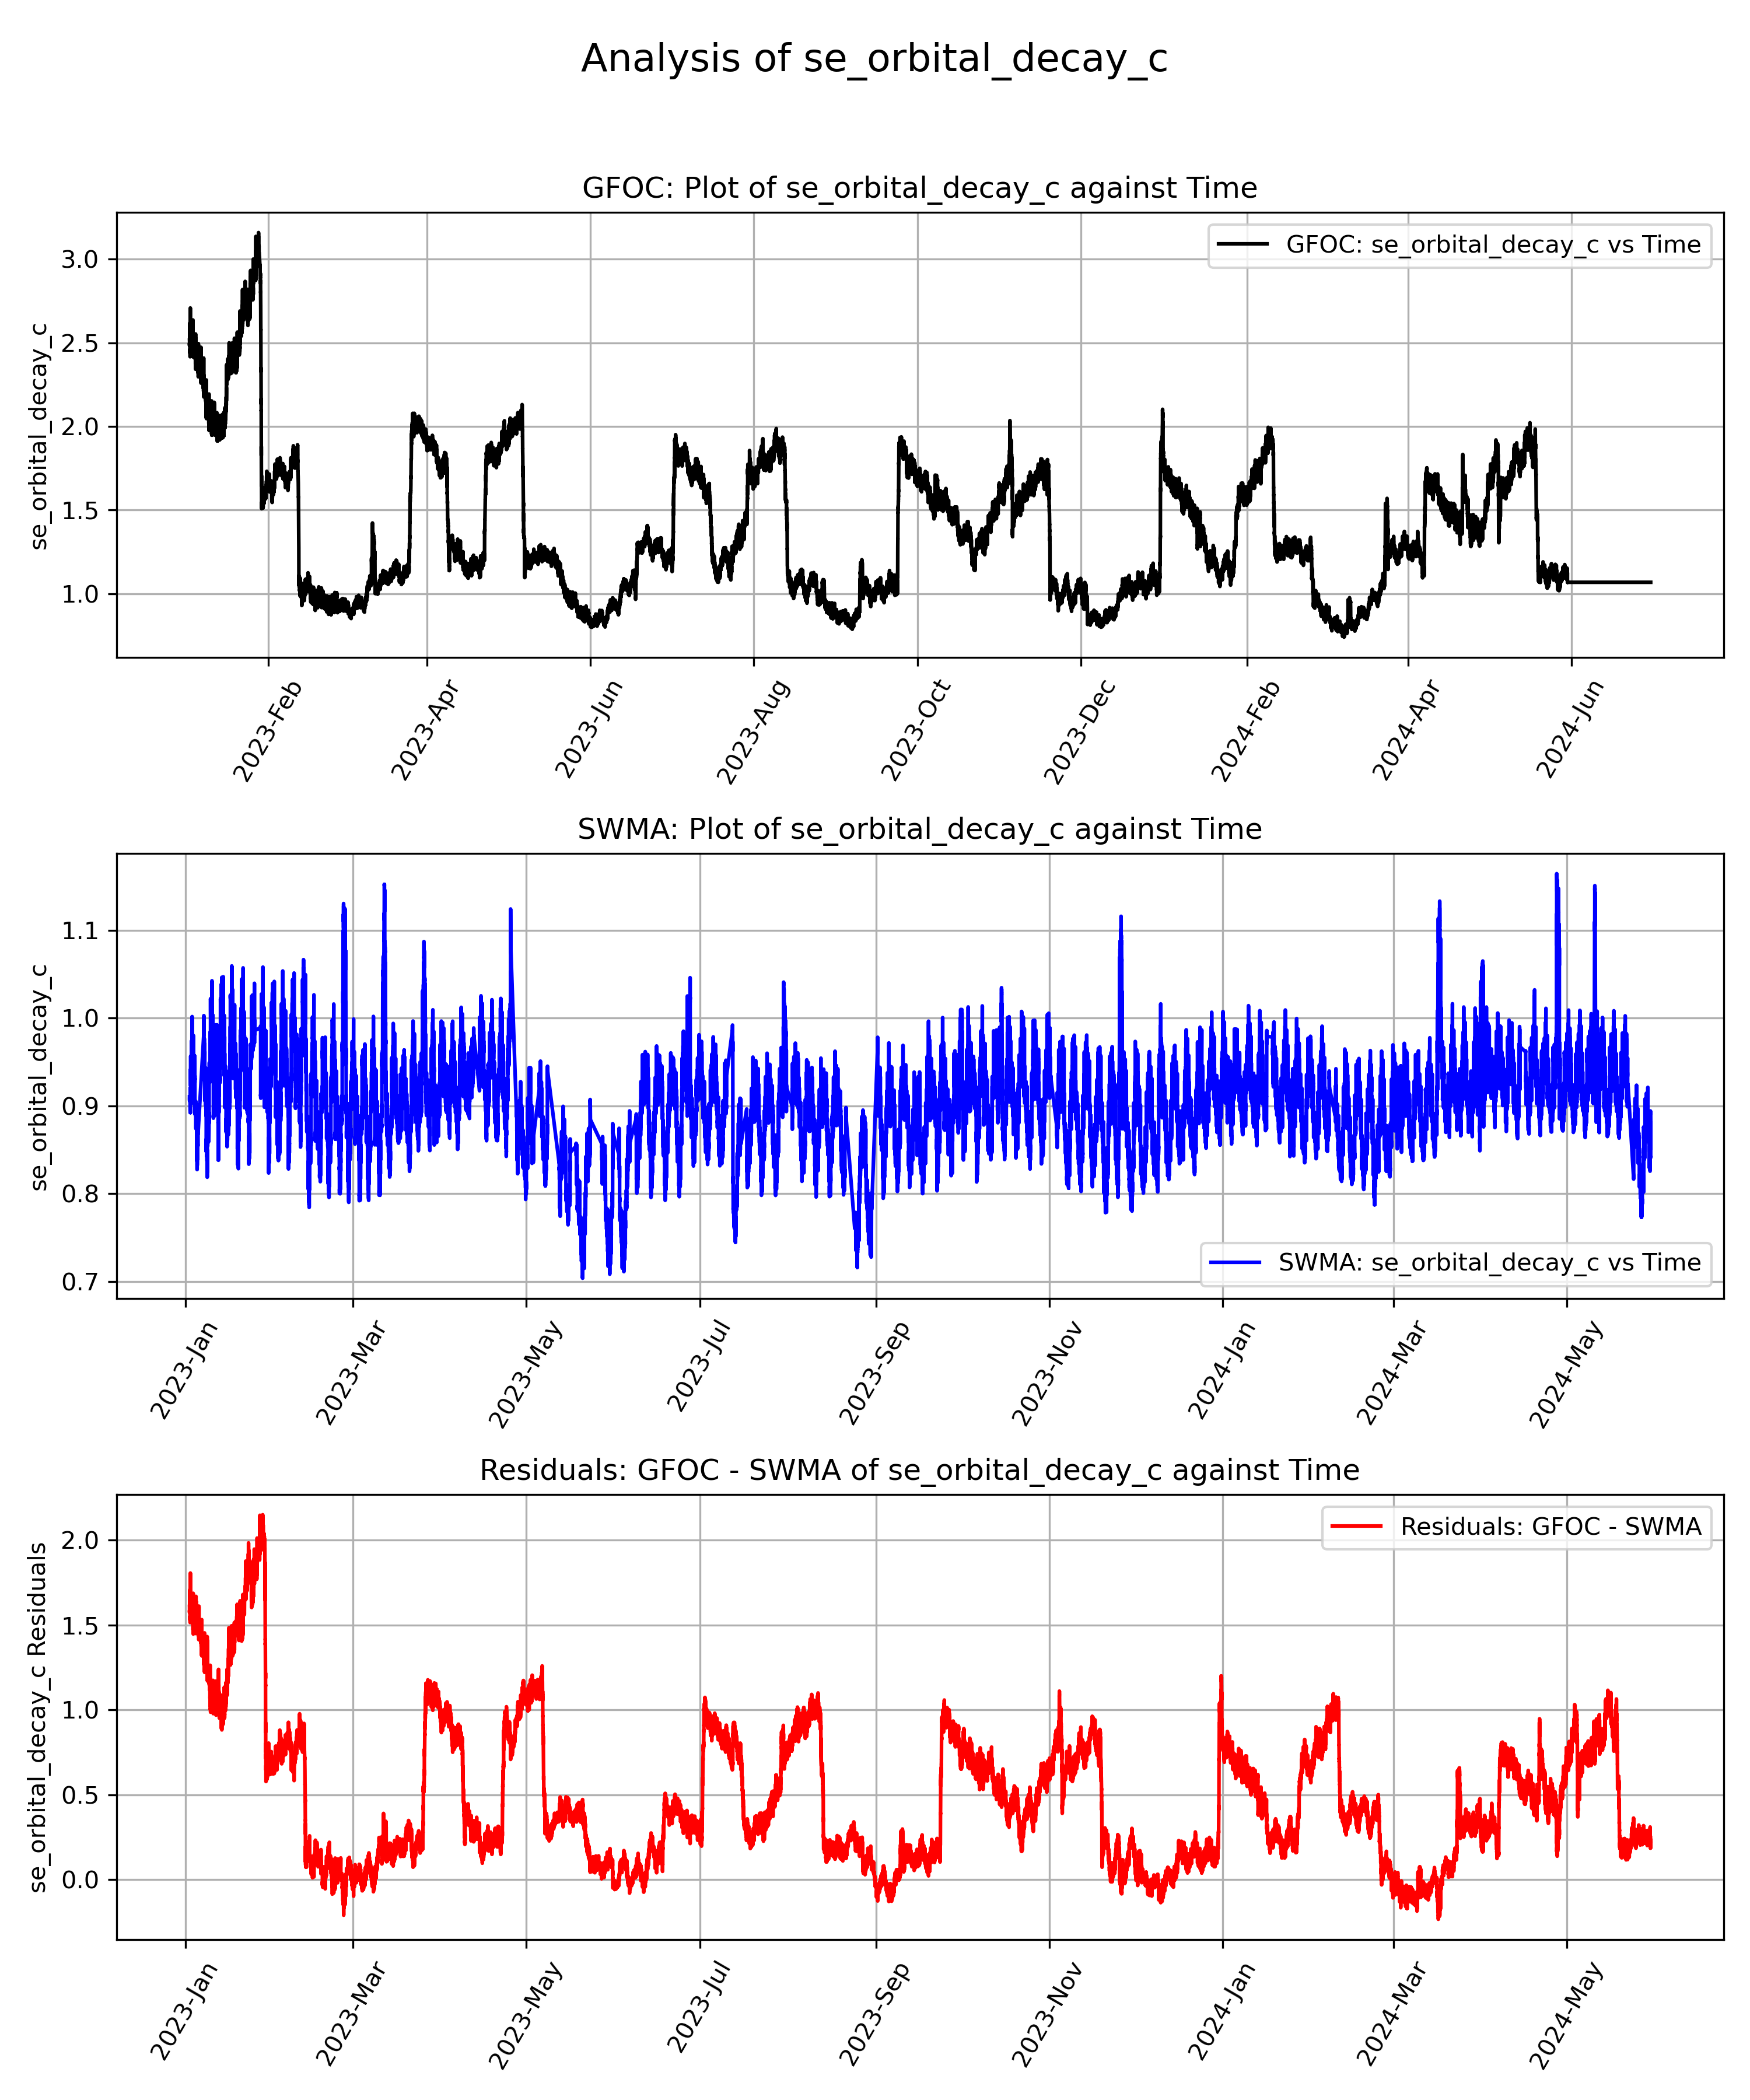 Analysis of se_orbital_decay_c
GFOC: Plot of se_orbital_decay_c against Time
GFOC: se_orbital_decay_c vs Time
se_orbital_decay_c
3.0
2.5
2.0
1.5
1.0
2023-Feb
2023-Apr
2023-Jun
2023-Aug
2023-Oct
2023-Dec
2024-Feb
2024-Apr
2024-Jun
SWMA: Plot of se_orbital_decay_c against Time
se_orbital_decay_c
1.1
1.0
0.9
0.8
0.7
SWMA: se_orbital_decay_c vs Time
2023-Jan
2023-Mar
2023-May
2023-Jul
2023-Sep
2023-Nov
2024-Jan
2024-Mar
2024-May
Residuals: GFOC - SWMA of se_orbital_decay_c against Time
Residuals: GFOC - SWMA
se_orbital_decay_c Residuals
2.0
1.5
1.0
0.5
0.0
2023-Jan
2023-Mar
2023-May
2023-Jul
2023-Sep
2023-Nov
2024-Jan
2024-Mar
2024-May